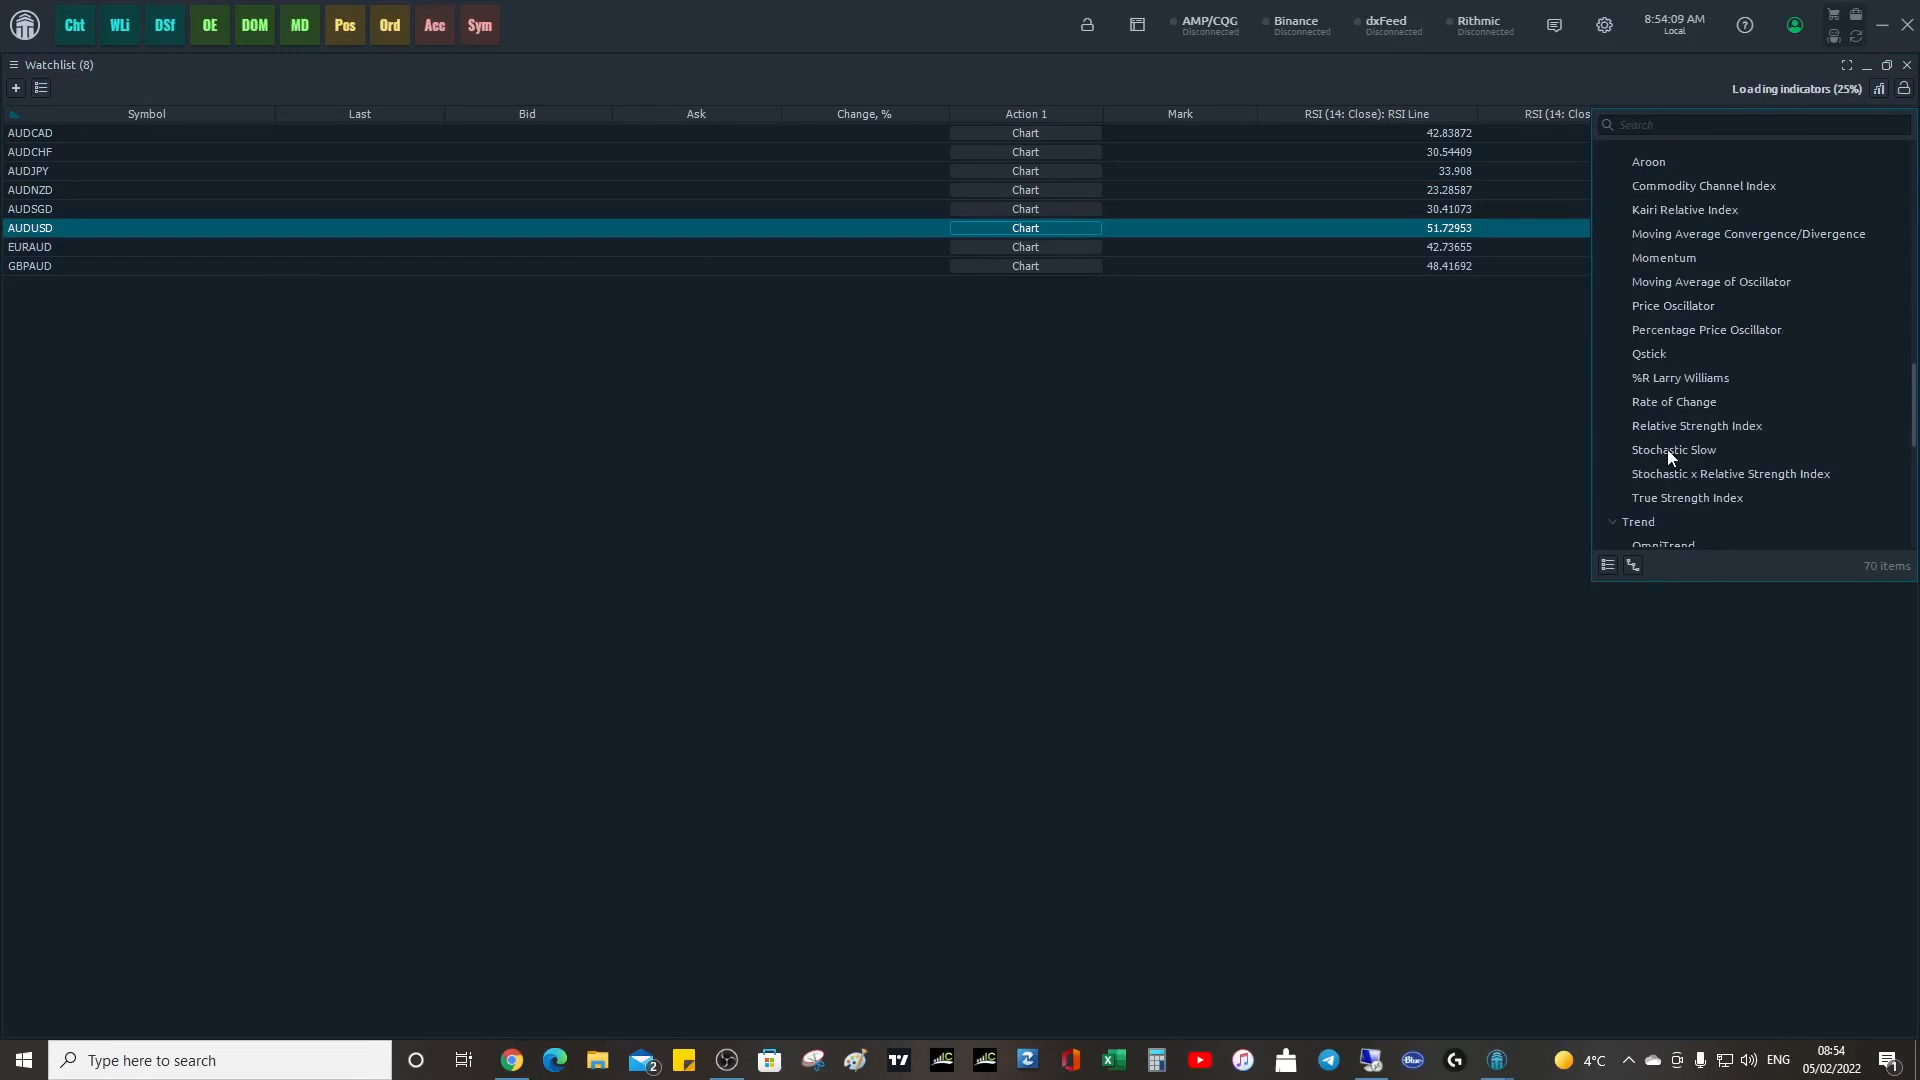 Cht WLi DSf OE DOM MD Pos Ord Acc Sym AMP/CQG Binance dxFeed Rithmic 8:54:09 AM
Disconnected Disconnected Disconnected Disconnected Local
Watchlist (8)
Loading indicators (25%)
Symbol Last Bid Ask Change, % Action 1 Mark RSI (14: Close): RSI Line RSI (14: Clos
AUDCAD Chart 42.83872
AUDCHF Chart 30.54409
AUDJPY Chart 33.908
AUDNZD Chart 23.28587
AUDSGD Chart 30.41073
AUDUSD Chart 51.72953
EURAUD Chart 42.73655
GBPAUD Chart 48.41692
Search
Aroon
Commodity Channel Index
Kairi Relative Index
Moving Average Convergence/Divergence
Momentum
Moving Average of Oscillator
Price Oscillator
Percentage Price Oscillator
Qstick
%R Larry Williams
Rate of Change
Relative Strength Index
Stochastic Slow
Stochastic x Relative Strength Index
True Strength Index
Trend
OmniTrend
70 items
Type here to search
2
Blue
4°C
ENG
08:54
05/02/2022
1